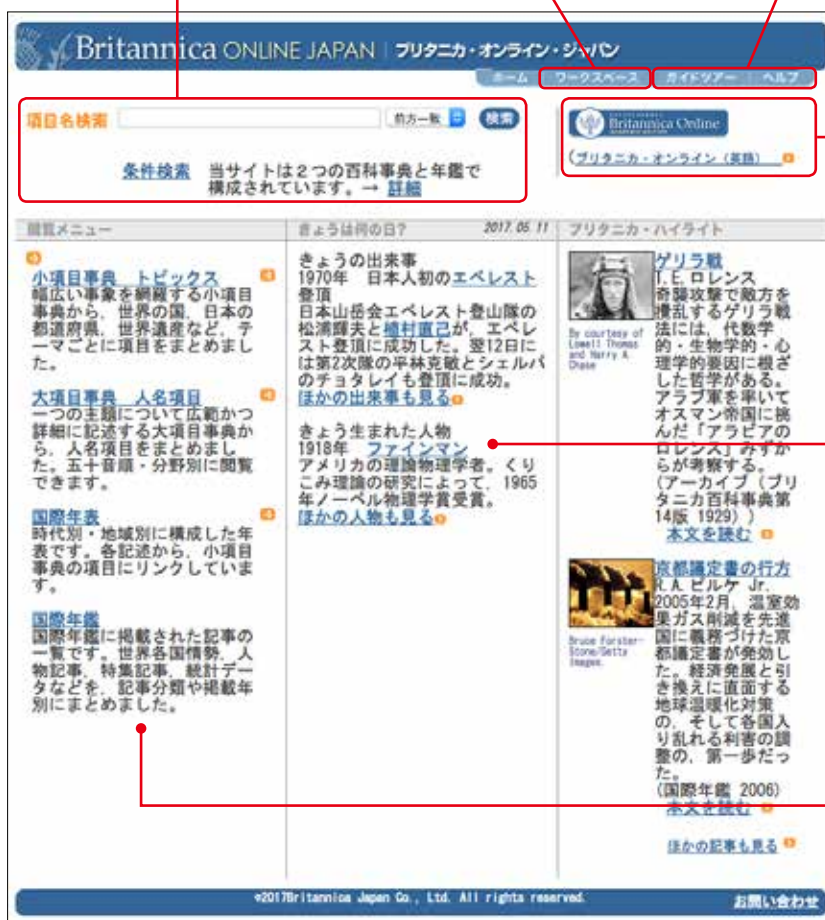 Britannica ONLINE JAPAN | ブリタニカ・オンライン・ジャパン
ホーム ワークスペース ガイドツアー | ヘルプ
項目名検索 前方一致 検索
条件検索 当サイトは2つの百科事典と年鑑で
構成されています。→ 詳細
Britannica Online
(ブリタニカ・オンライン (英語)
閲覧メニュー
小項目事典 トピックス
幅広い事象を網羅する小項目
事典から、世界の国、日本の
都道府県、世界遺産など、テ
ーマごとに項目をまとめまし
た。
大項目事典 人名項目
一つの主題について広範かつ
詳細に記述する大項目事典か
ら、人名項目をまとめまし
た。五十音順・分野別に閲覧
できます。
国際年表
時代別・地域別に構成した年
表です。各記述から、小項目
事典の項目にリンクしていま
す。
国際年鑑
国際年鑑に掲載された記事の
一覧です。世界各国情勢、人
物記事、特集記事、統計デー
タなどを、記事分類や掲載年
別にまとめました。
きょうは何の日? 2017.05.11
きょうの出来事
1970年 日本人初のエベレスト
登頂
日本山岳会エベレスト登山隊の
松浦輝夫と植村直己が、エベレ
スト登頂に成功した。翌12日に
は第2次隊の平林克敏とシェルパ
のチョタレイも登頂に成功。
ほかの出来事も見る
きょう生まれた人物
1918年 ファインマン
アメリカの理論物理学者。くり
こみ理論の研究によって、1965
年ノーベル物理学賞受賞。
ほかの人物も見る
ブリタニカ・ハイライト
By courtesy of
Lowell Thomas
and Harry A.
Chase
ゲリラ戦
T.E.ロレンス
奇襲攻撃で敵方を
攪乱するゲリラ戦
法には、代数学
的・生物学的・心
理学的要因に根ざ
した哲学がある。
アラブ軍を率いて
オスマン帝国に挑
んだ「アラビアの
ロレンス」みずか
らが考察する。
(アーカイブ(ブリ
タニカ百科事典第
14版 1929))
本文を読む
Bruce Forster-
Stone/Getty
Images.
京都議定書の行方
R.A.ピルケ Jr.
2005年2月、温室効
果ガス削減を先進
国に義務づけた京
都議定書が発効し
た。経済発展と引
き換えに直面する
地球温暖化対策
の、そして各国入
り乱れる利害の調
整の、第一歩だっ
た。
(国際年鑑 2006)
本文を読む
ほかの記事も見る
©2017Britannica Japan Co., Ltd. All rights reserved.
お問い合わせ